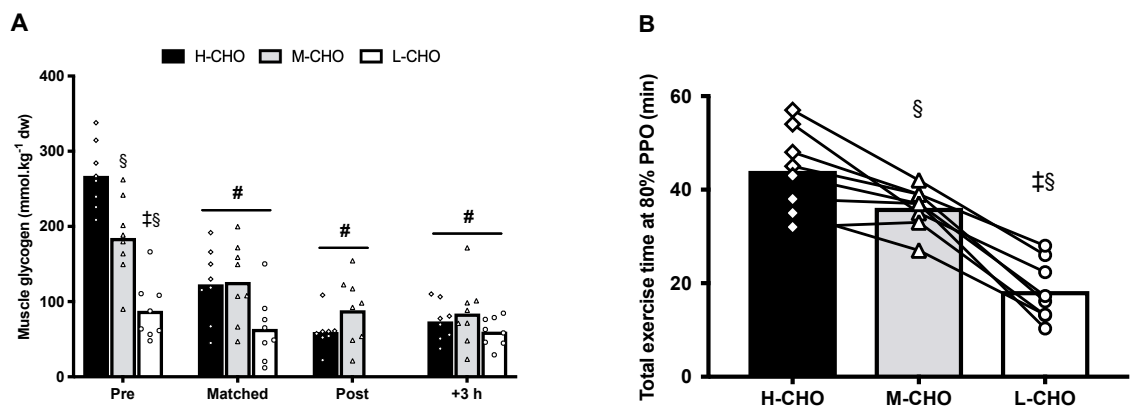 A
H-CHO M-CHO L-CHO
Muscle glycogen (mmol.kg⁻¹ dw)
400
300
200
100
0
§
‡§
#
#
#
Pre Matched Post +3 h
B
Total exercise time at 80% PPO (min)
60
40
20
0
§
‡§
H-CHO M-CHO L-CHO